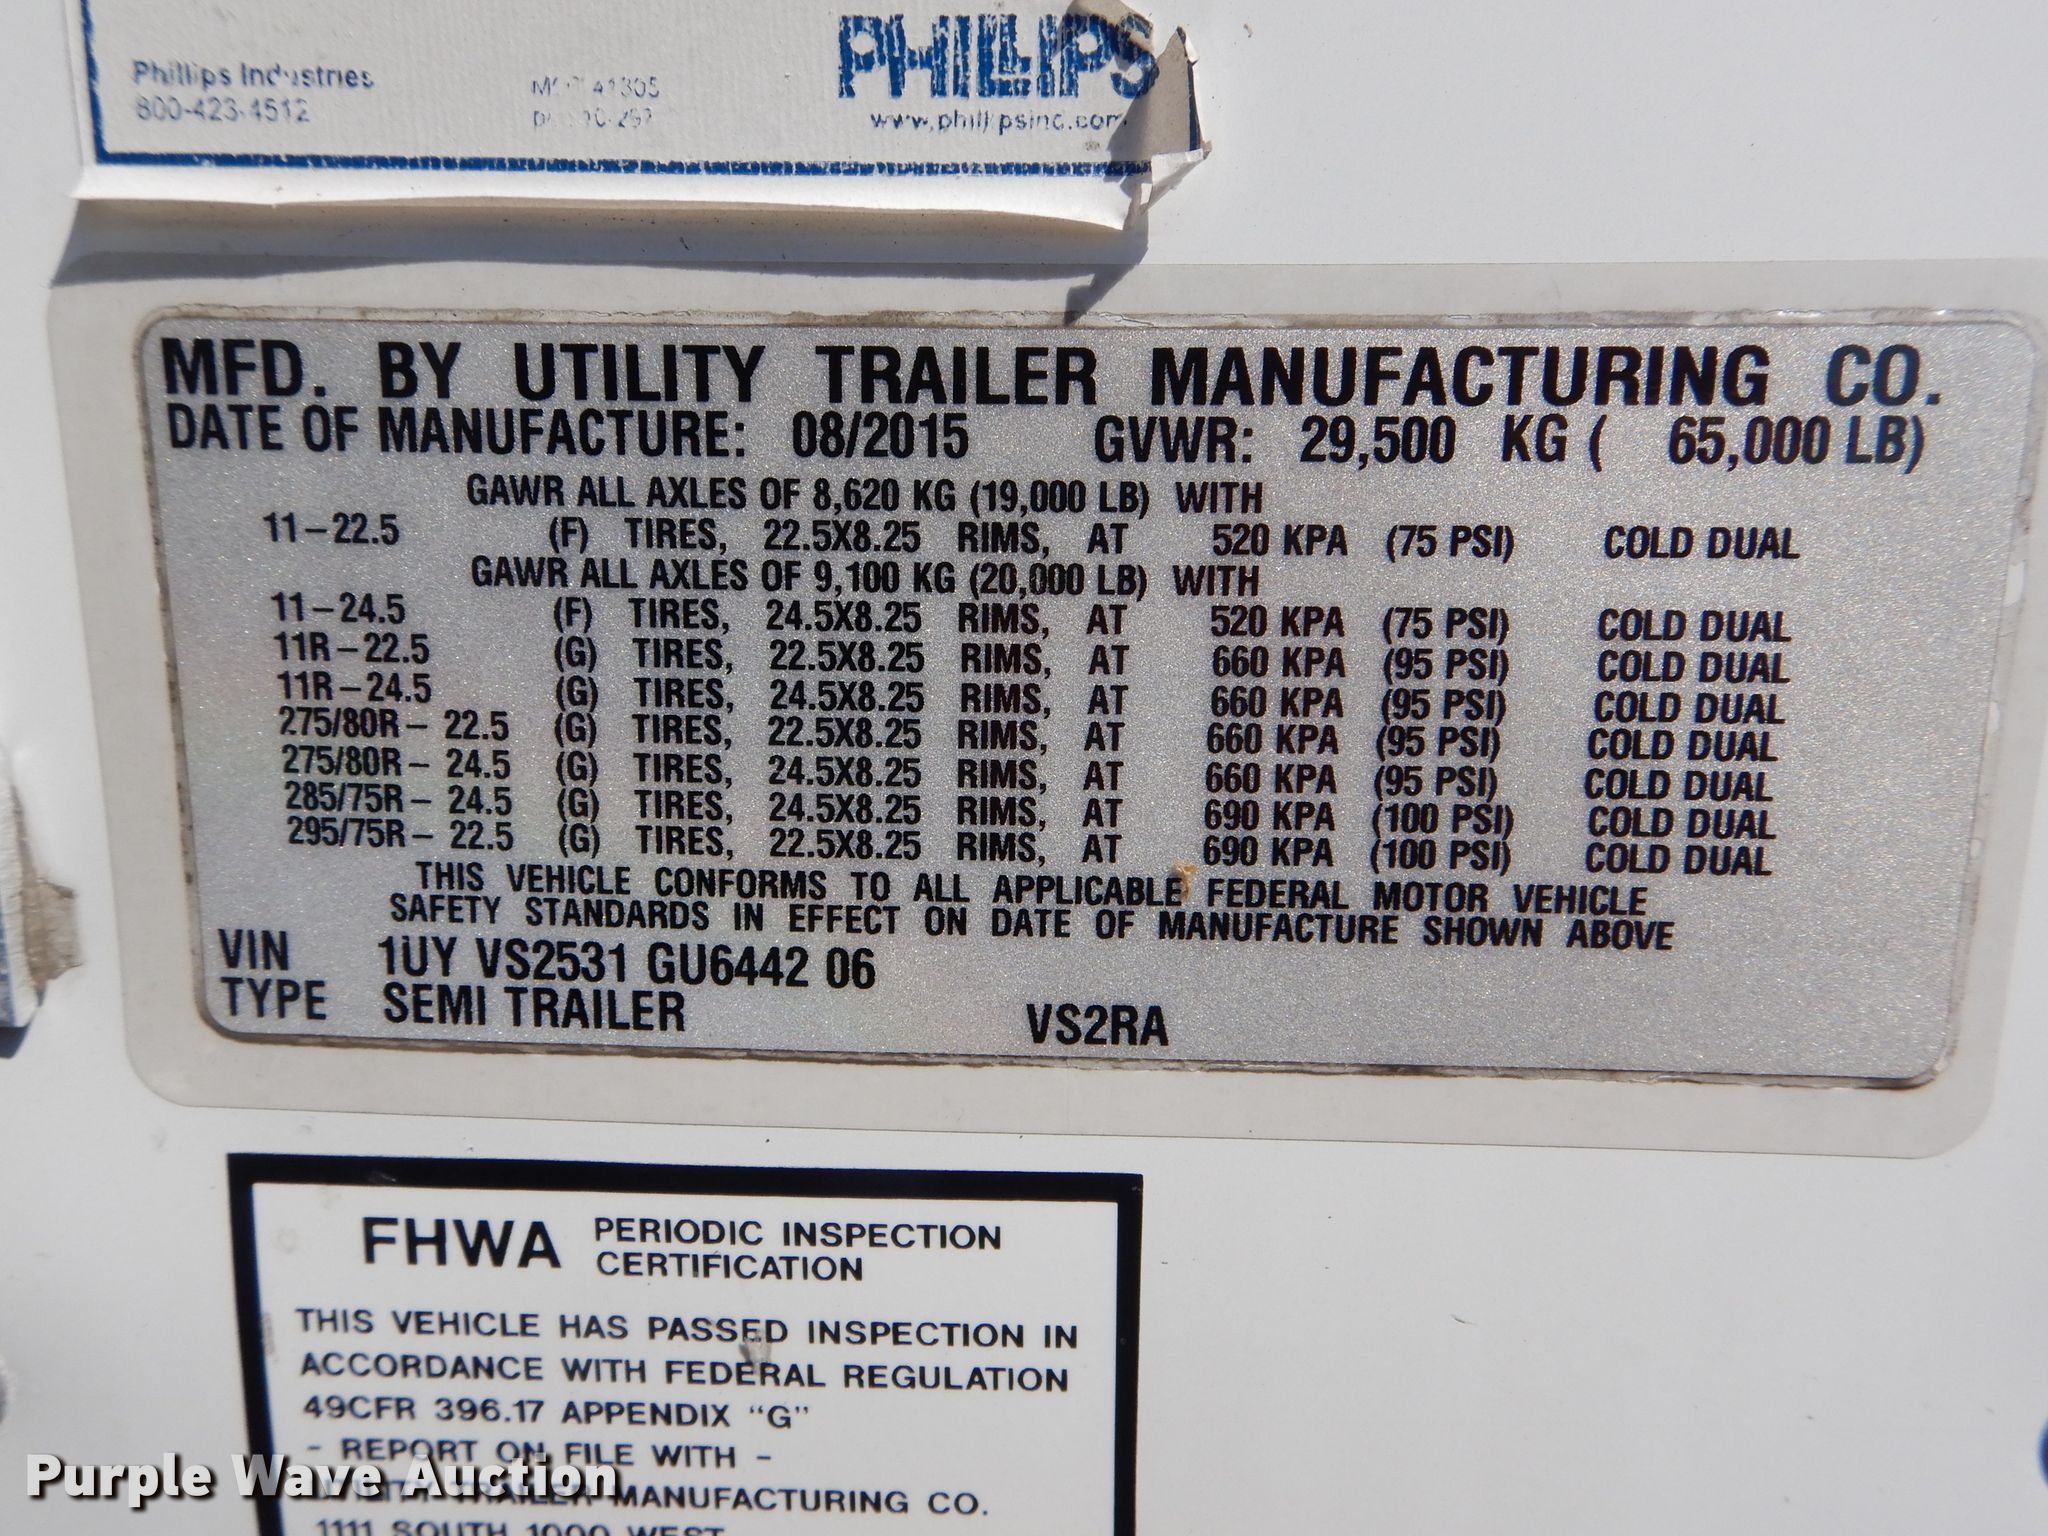 PHILLIPS
Phillips Industries
800-423-4512
www.phillipsind.com
MFD. BY UTILITY TRAILER MANUFACTURING CO.
DATE OF MANUFACTURE: 08/2015 GVWR: 29,500 KG ( 65,000 LB)
GAWR ALL AXLES OF 8,620 KG (19,000 LB) WITH
11-22.5 (F) TIRES, 22.5X8.25 RIMS, AT 520 KPA (75 PSI) COLD DUAL
GAWR ALL AXLES OF 9,100 KG (20,000 LB) WITH
11-24.5 (F) TIRES, 24.5X8.25 RIMS, AT 520 KPA (75 PSI) COLD DUAL
11R-22.5 (G) TIRES, 22.5X8.25 RIMS, AT 660 KPA (95 PSI) COLD DUAL
11R-24.5 (G) TIRES, 24.5X8.25 RIMS, AT 660 KPA (95 PSI) COLD DUAL
275/80R- 22.5 (G) TIRES, 22.5X8.25 RIMS, AT 660 KPA (95 PSI) COLD DUAL
275/80R- 24.5 (G) TIRES, 24.5X8.25 RIMS, AT 660 KPA (95 PSI) COLD DUAL
285/75R- 24.5 (G) TIRES, 24.5X8.25 RIMS, AT 690 KPA (100 PSI) COLD DUAL
295/75R- 22.5 (G) TIRES, 22.5X8.25 RIMS, AT 690 KPA (100 PSI) COLD DUAL
THIS VEHICLE CONFORMS TO ALL APPLICABLE FEDERAL MOTOR VEHICLE
SAFETY STANDARDS IN EFFECT ON DATE OF MANUFACTURE SHOWN ABOVE
VIN 1UY VS2531 GU6442 06
TYPE SEMI TRAILER VS2RA
FHWA PERIODIC INSPECTION
CERTIFICATION
THIS VEHICLE HAS PASSED INSPECTION IN
ACCORDANCE WITH FEDERAL REGULATION
49CFR 396.17 APPENDIX "G"
- REPORT ON FILE WITH -
UTILITY TRAILER MANUFACTURING CO.
1111 SOUTH 1000 WEST
Purple Wave Auction